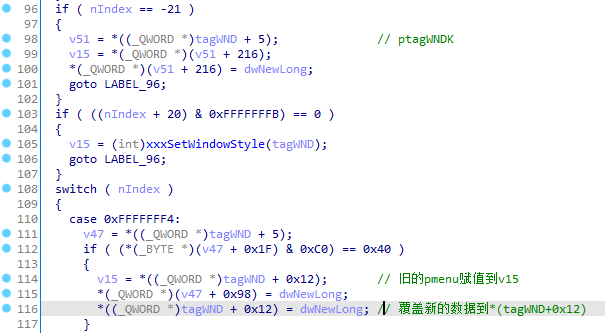 96 if ( nIndex == -21 )
97 {
98 v51 = *((_QWORD *)tagWND + 5); // ptagWNDK
99 v15 = *(_QWORD *)(v51 + 216);
100 *(_QWORD *)(v51 + 216) = dwNewLong;
101 goto LABEL_96;
102 }
103 if ( ((nIndex + 20) & 0xFFFFFFFB) == 0 )
104 {
105 v15 = (int)xxxSetWindowStyle(tagWND);
106 goto LABEL_96;
107 }
108 switch ( nIndex )
109 {
110 case 0xFFFFFFF4:
111 v47 = *((_QWORD *)tagWND + 5);
112 if ( (*(_BYTE *)(v47 + 0x1F) & 0xC0) == 0x40 )
113 {
114 v15 = *((_QWORD *)tagWND + 0x12); // 旧的pmenu赋值到v15
115 *(_QWORD *)(v47 + 0x98) = dwNewLong;
116 *((_QWORD *)tagWND + 0x12) = dwNewLong; // 覆盖新的数据到*(tagWND+0x12)
117 }